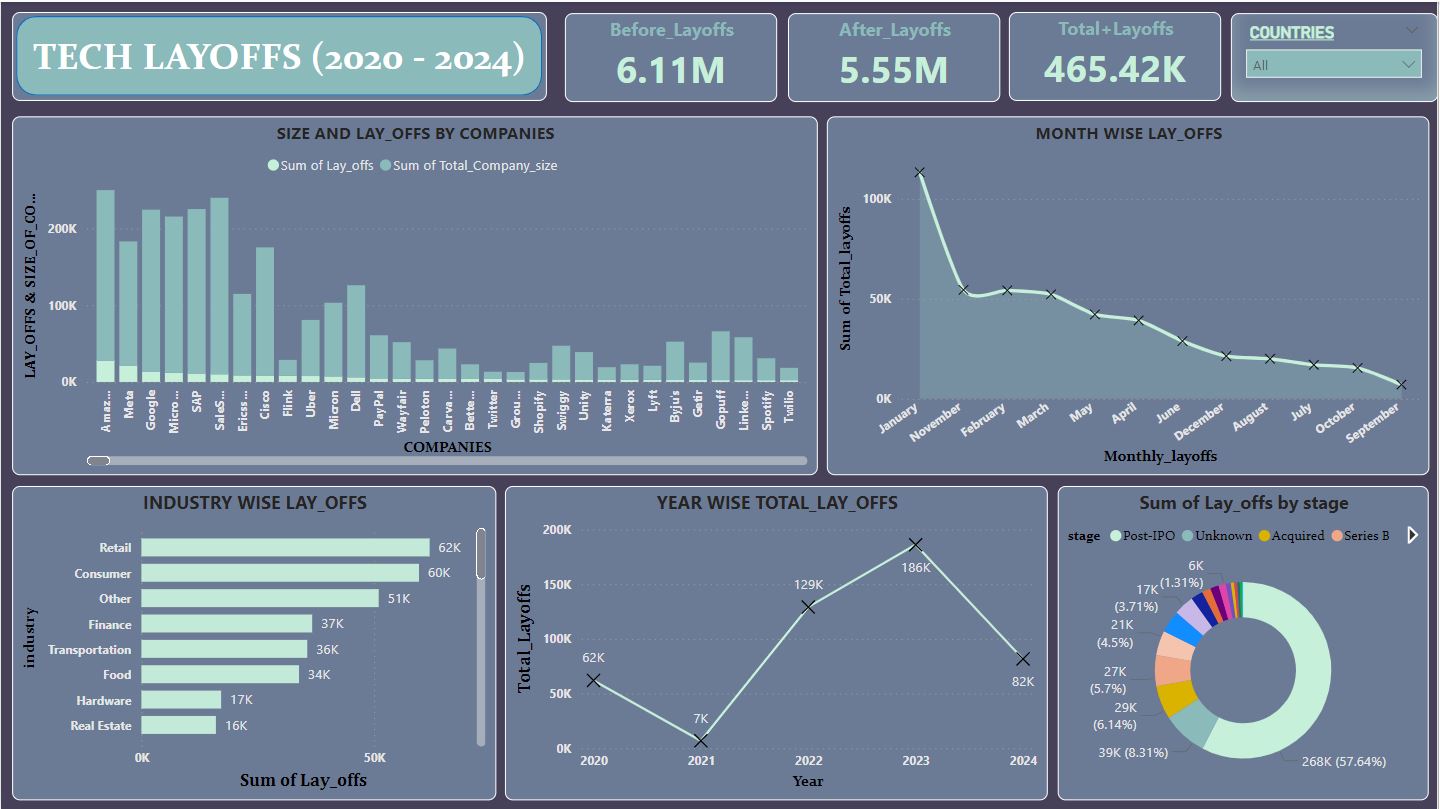 TECH LAYOFFS (2020 - 2024)
Before_Layoffs
6.11M
After_Layoffs
5.55M
Total+Layoffs
465.42K
COUNTRIES
All
SIZE AND LAY_OFFS BY COMPANIES
Sum of Lay_offs Sum of Total_Company_size
LAY_OFFS & SIZE_OF_CO...
200K
100K
0K
Amaz...
Meta
Google
Micro...
SAP
SaleS...
Ericss...
Cisco
Flink
Uber
Micron
Dell
PayPal
Wayfair
Peloton
Carva...
Bette...
Twitter
Grou...
Shopify
Swiggy
Unity
Katerra
Xerox
Lyft
Byju's
Getir
Gopuff
Linke...
Spotify
Twilio
COMPANIES
MONTH WISE LAY_OFFS
Sum of Total_layoffs
100K
50K
0K
January
November
February
March
May
April
June
December
August
July
October
September
Monthly_layoffs
INDUSTRY WISE LAY_OFFS
industry
Retail 62K
Consumer 60K
Other 51K
Finance 37K
Transportation 36K
Food 34K
Hardware 17K
Real Estate 16K
0K 50K
Sum of Lay_offs
YEAR WISE TOTAL_LAY_OFFS
Total_Layoffs
200K
150K
100K
50K
0K
62K
7K
129K
186K
82K
2020 2021 2022 2023 2024
Year
Sum of Lay_offs by stage
stage Post-IPO Unknown Acquired Series B
6K
(1.31%)
17K
(3.71%)
21K
(4.5%)
27K
(5.7%)
29K
(6.14%)
39K (8.31%)
268K (57.64%)